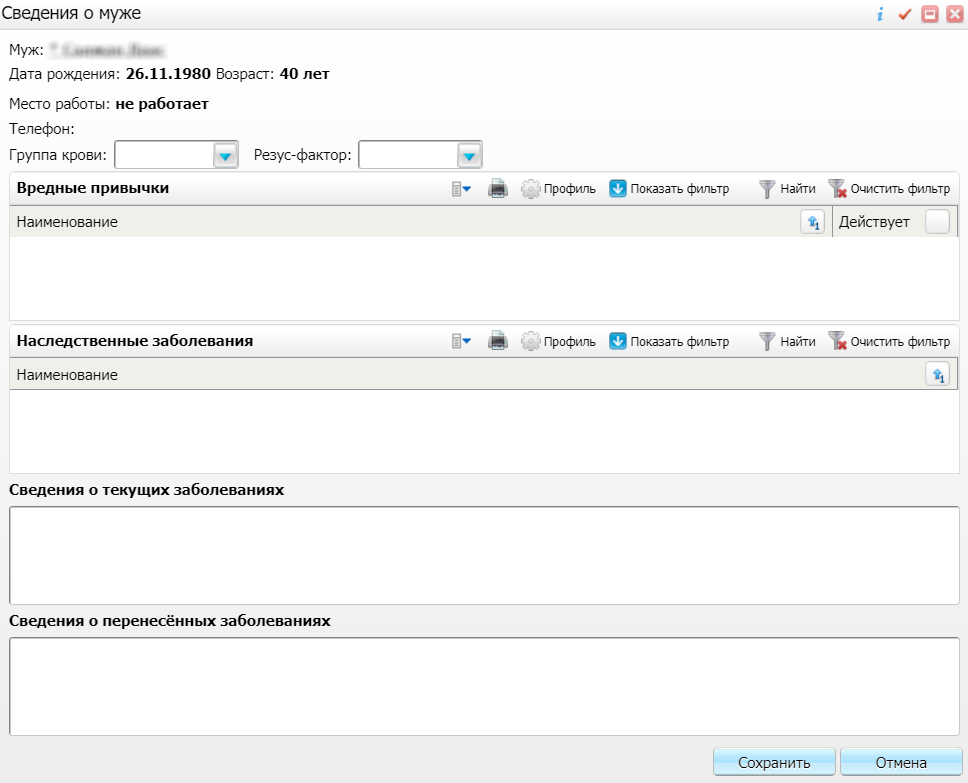 Сведения о муже
Муж:
Дата рождения: 26.11.1980 Возраст: 40 лет
Место работы: не работает
Телефон:
Группа крови: Резус-фактор:
Вредные привычки Профиль Показать фильтр Найти Очистить фильтр
Наименование 1 Действует
Наследственные заболевания Профиль Показать фильтр Найти Очистить фильтр
Наименование 1
Сведения о текущих заболеваниях
Сведения о перенесённых заболеваниях
Сохранить Отмена